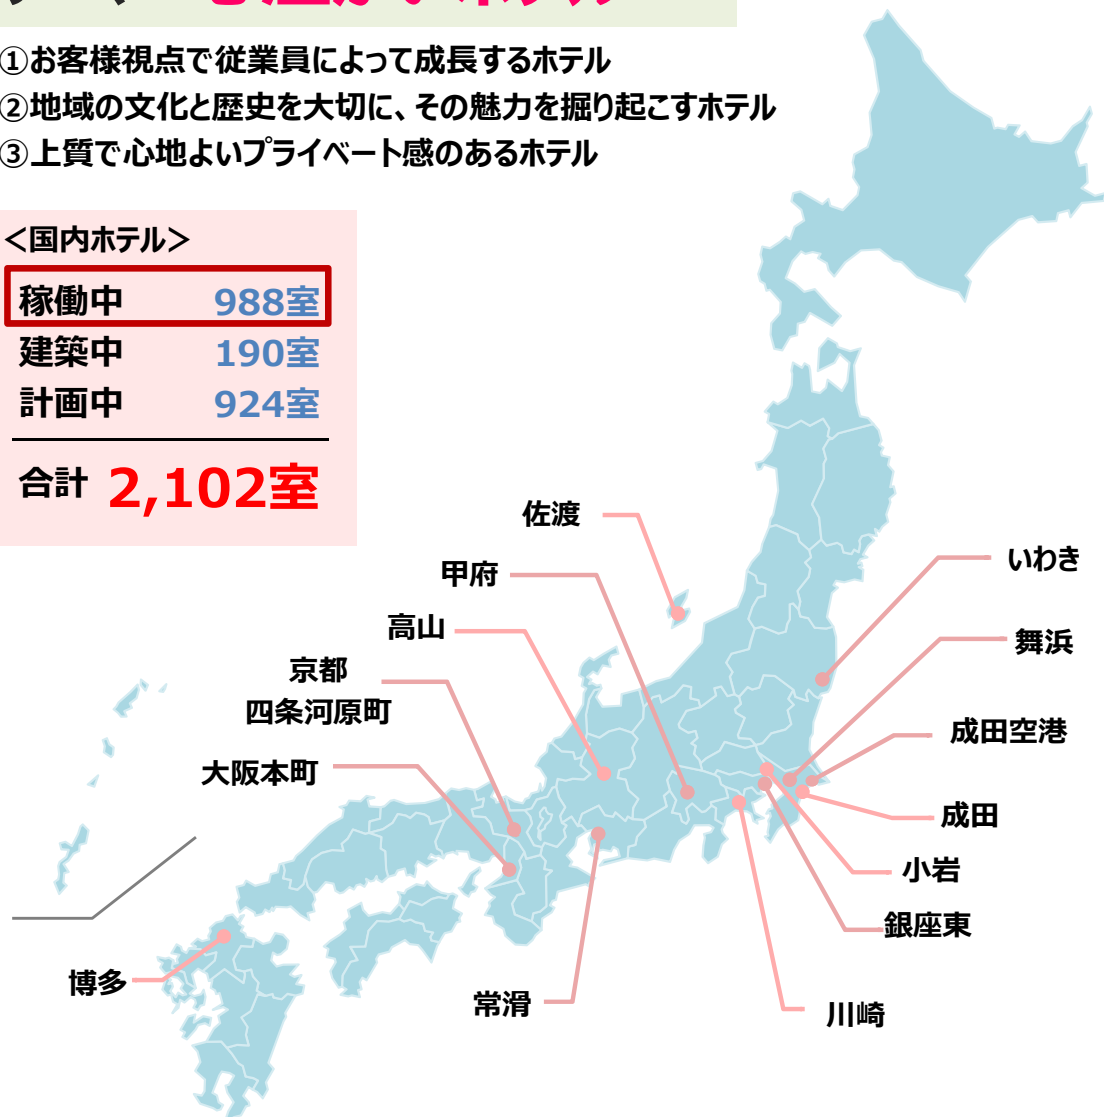 ①お客様視点で従業員によって成長するホテル
②地域の文化と歴史を大切に、その魅力を掘り起こすホテル
③上質で心地よいプライベート感のあるホテル
＜国内ホテル＞
稼働中 988室
建築中 190室
計画中 924室
合計 2,102室
佐渡
甲府
高山
京都
四条河原町
大阪本町
博多
常滑
いわき
舞浜
成田空港
成田
小岩
銀座東
川崎